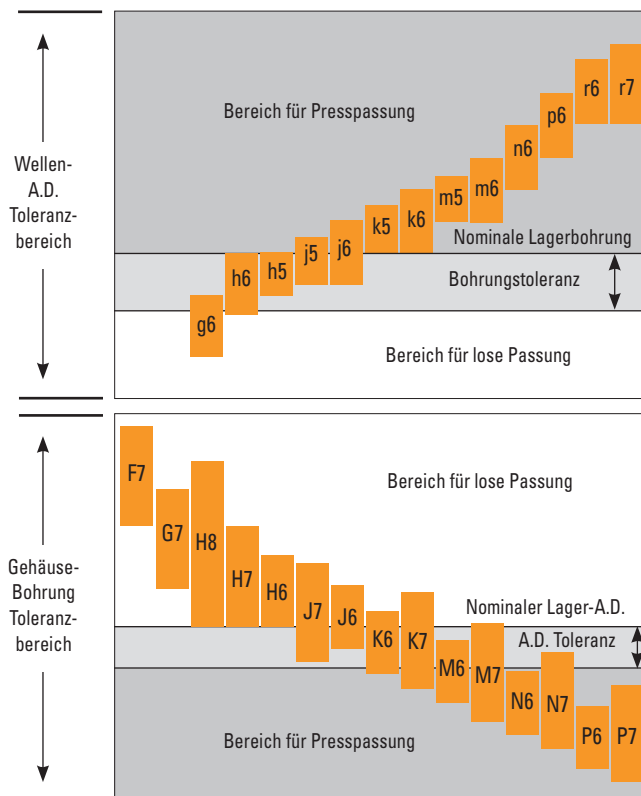 Bereich für Presspassung
r6
r7
p6
n6
m6
m5
k6
k5
j6
j5
h5
h6
g6
Wellen-
A.D.
Toleranz-
bereich
Nominale Lagerbohrung
Bohrungstoleranz
Bereich für lose Passung
Bereich für lose Passung
F7
G7
H8
H7
H6
J7
J6
K6
K7
M6
M7
N6
N7
P6
P7
Gehäuse-
Bohrung
Toleranz-
bereich
Nominaler Lager-A.D.
A.D. Toleranz
Bereich für Presspassung